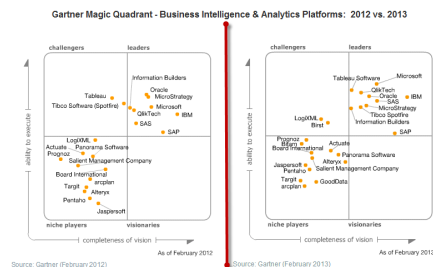 Gartner Magic Quadrant - Business Intelligence & Analytics Platforms: 2012 vs. 2013
challengers
leaders
Information Builders
Oracle
Tableau
MicroStrategy
Tibco Software (Spotfire)
Microsoft
QlikTech
IBM
SAS
SAP
LogiXML
Actuate
Panorama Software
Prognoz
Salient Management Company
Board International
arcplan
Targit
Alteryx
Pentaho
Jaspersoft
niche players
visionaries
ability to execute
completeness of vision
As of February 2012
Source: Gartner (February 2012)
challengers
leaders
Tableau Software
Microsoft
QlikTech
Oracle
SAS
IBM
MicroStrategy
Tibco Software
Information Builders
LogiXML
Birst
SAP
Prognoz
Bitam
Actuate
Board International
Panorama Software
Alteryx
Jaspersoft
Salient Management Company
Pentaho
Targit
GoodData
arcplan
niche players
visionaries
ability to execute
completeness of vision
As of February 2013
Source: Gartner (February 2013)